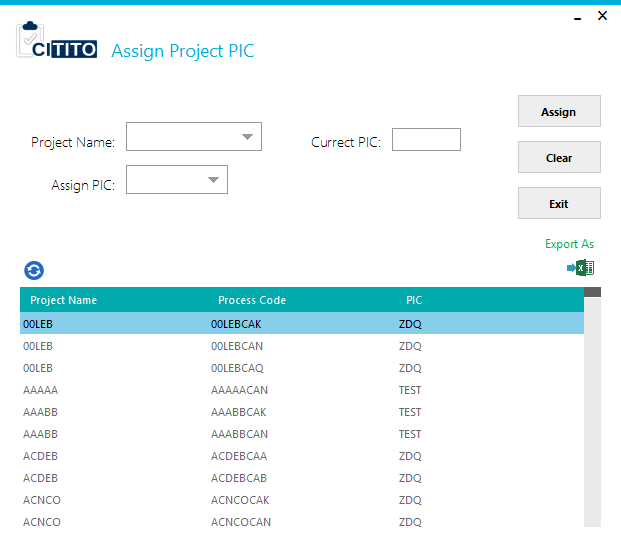 CITITO Assign Project PIC
Project Name: Currect PIC: Assign
Assign PIC: Clear
Exit
Export As
Project Name Process Code PIC
00LEB 00LEBCAK ZDQ
00LEB 00LEBCAN ZDQ
00LEB 00LEBCAQ ZDQ
AAAAA AAAAACAN TEST
AAABB AAABBCAK TEST
AAABB AAABBCAN TEST
ACDEB ACDEBCAA ZDQ
ACDEB ACDEBCAB ZDQ
ACNCO ACNCOCAK ZDQ
ACNCO ACNCOCAN ZDQ